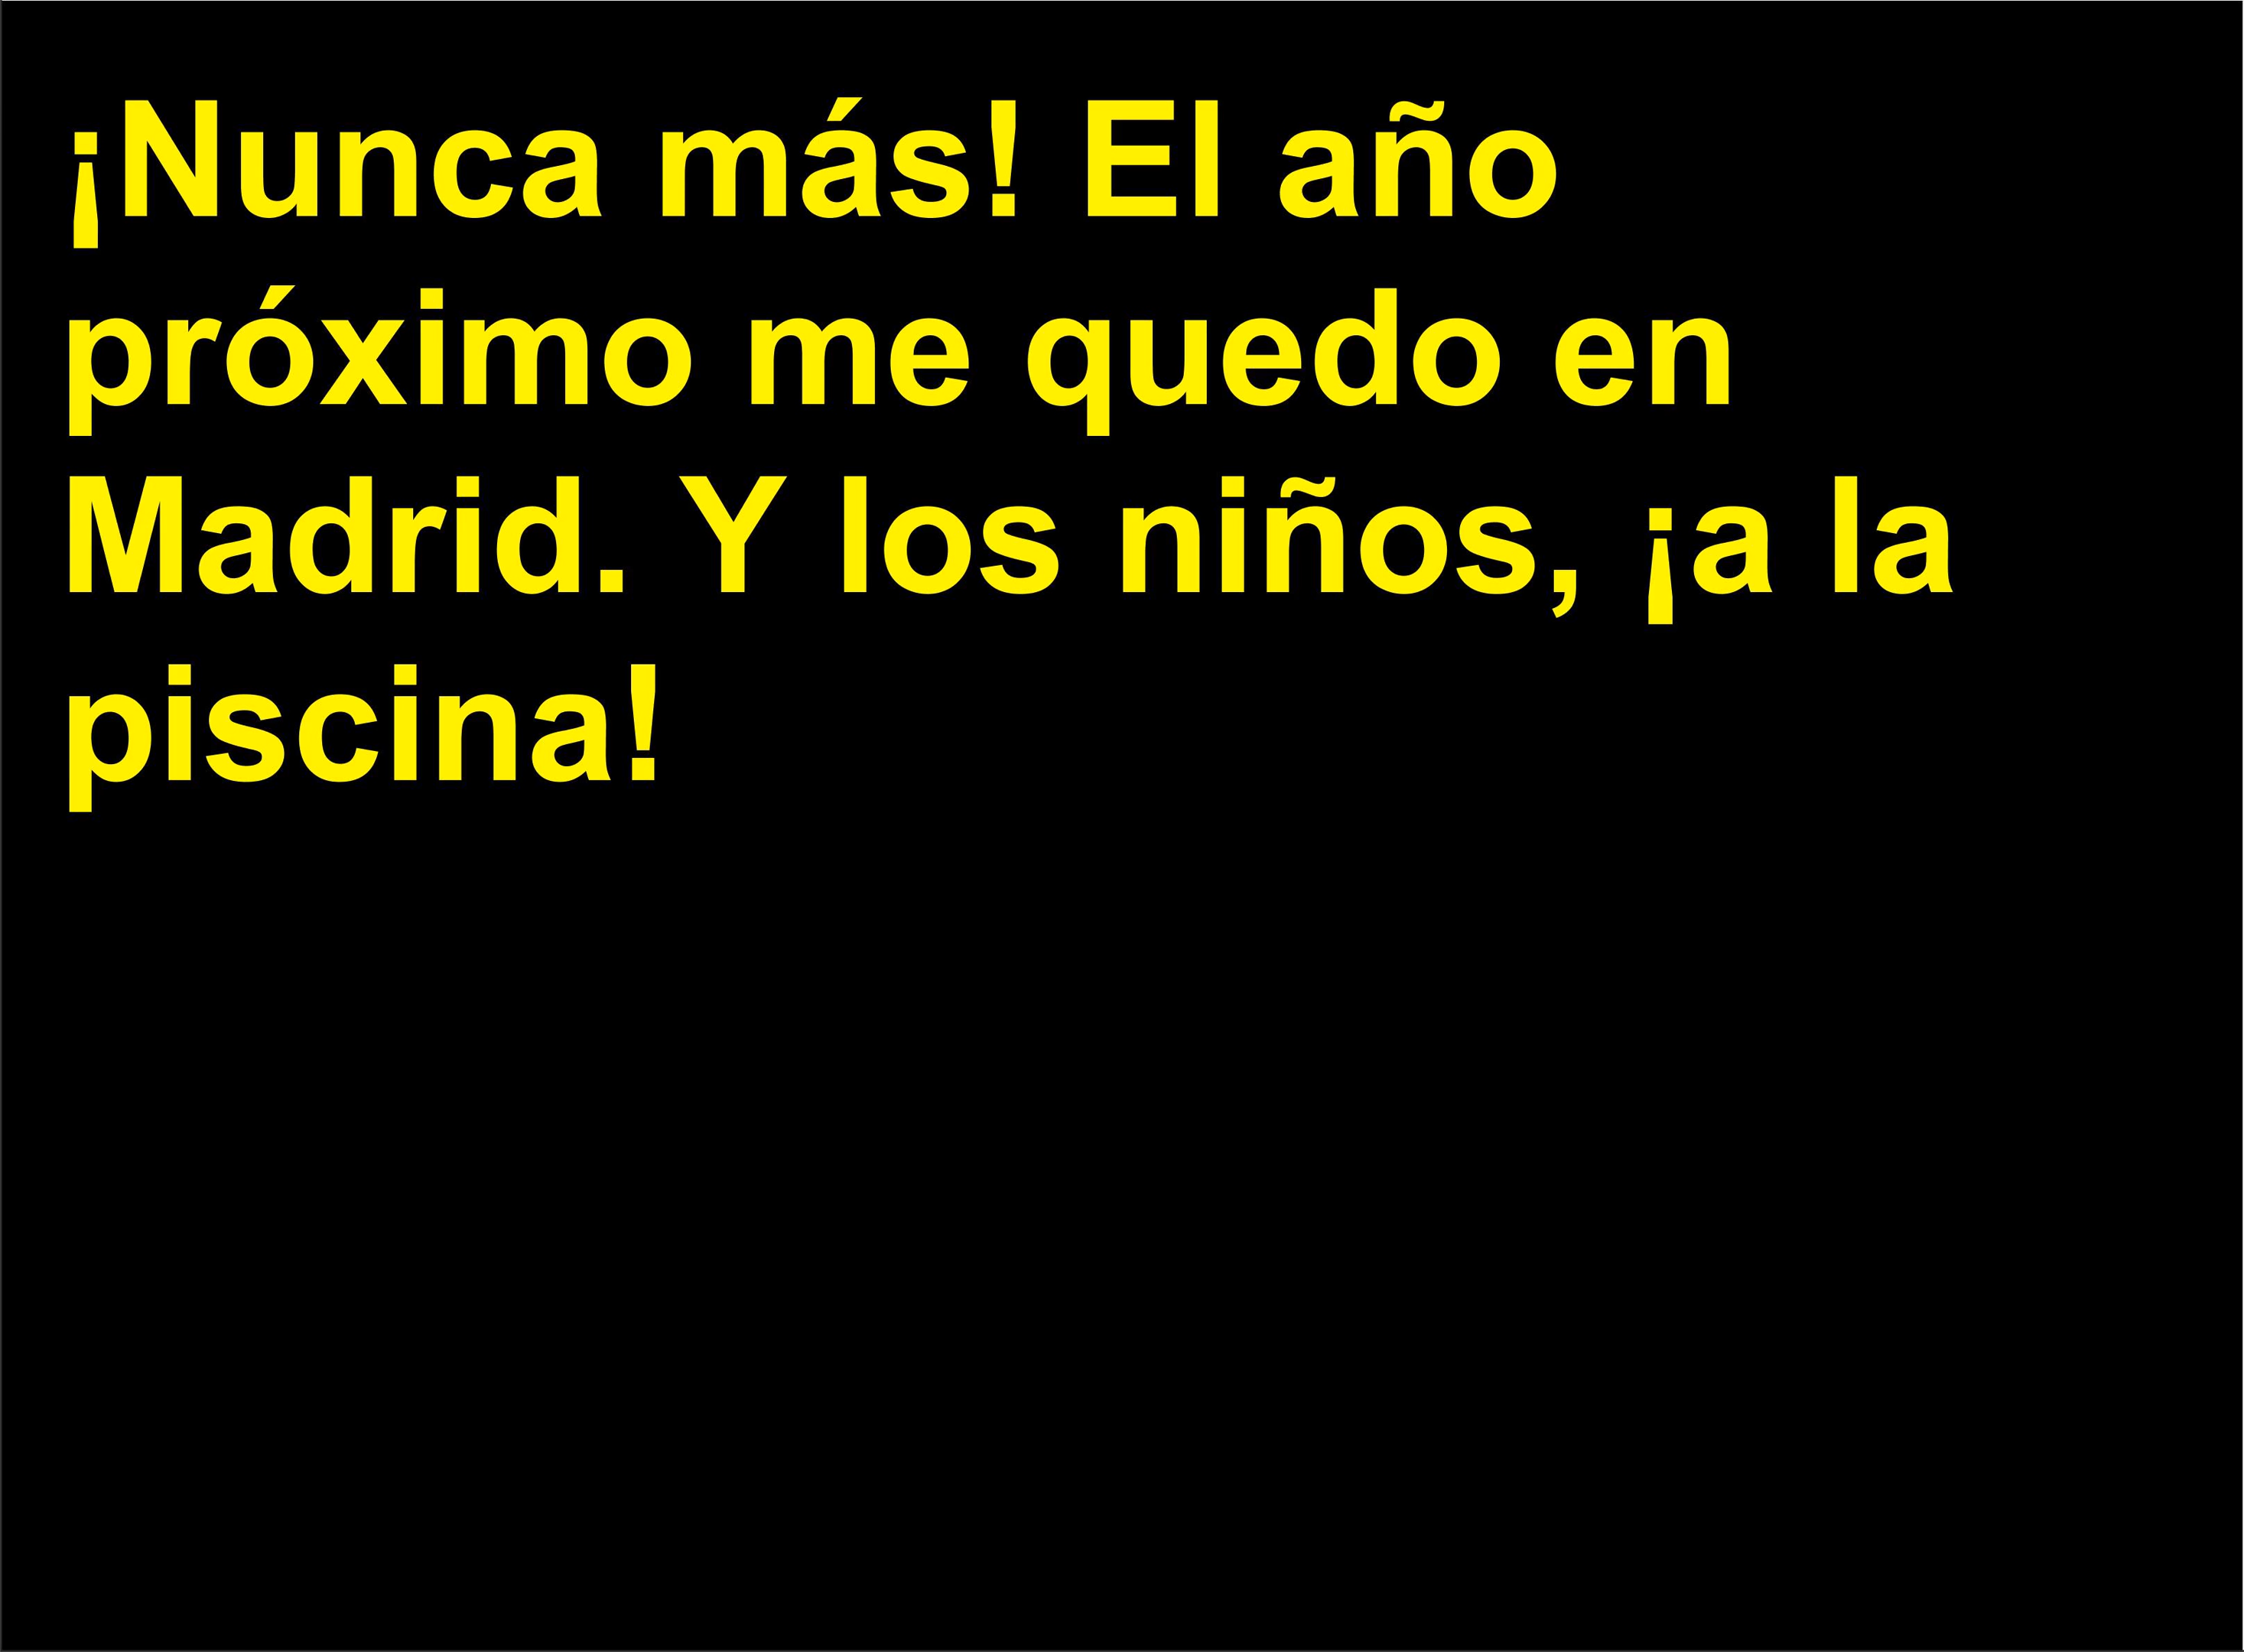 ¡Nunca más! El año
próximo me quedo en
Madrid. Y los niños, ¡a la
piscina!